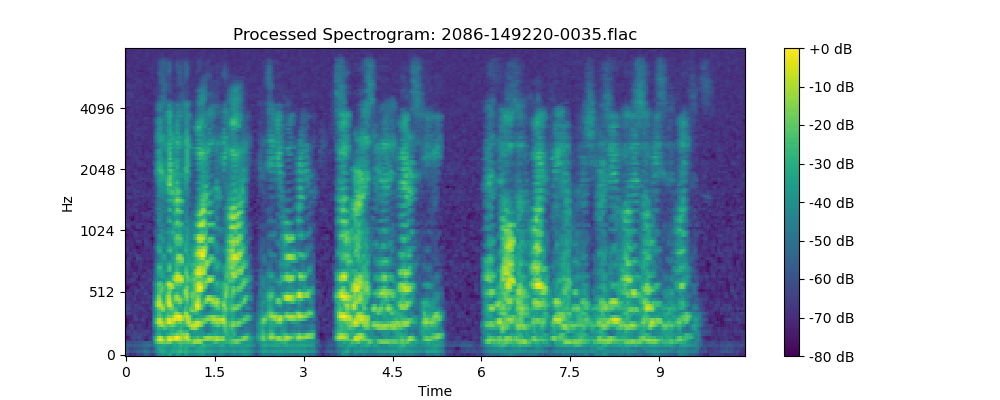 Processed Spectrogram: 2086-149220-0035.flac
Hz
4096
2048
1024
512
0
0 1.5 3 4.5 6 7.5 9
Time
+0 dB
-10 dB
-20 dB
-30 dB
-40 dB
-50 dB
-60 dB
-70 dB
-80 dB